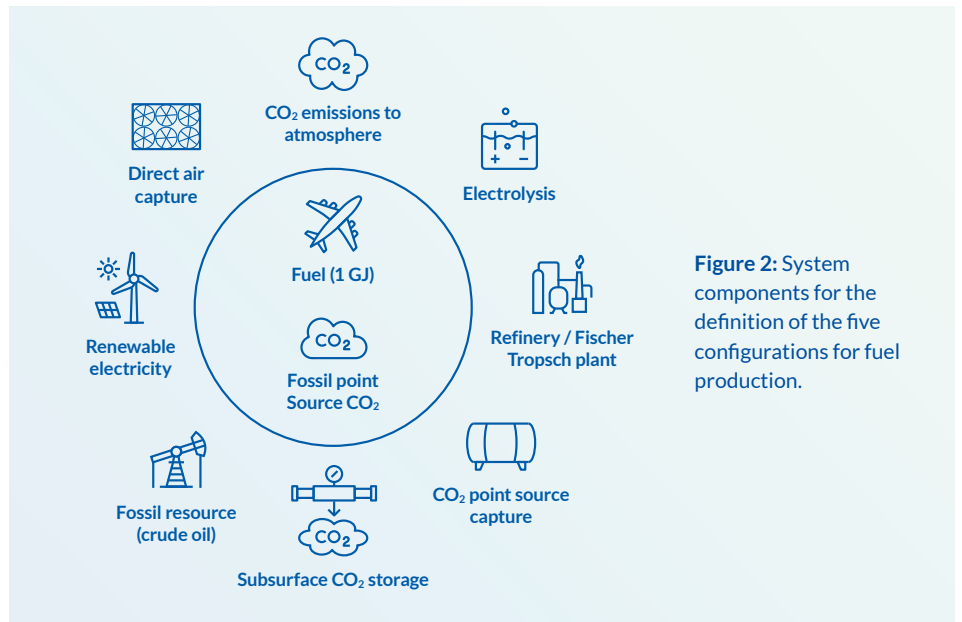 CO₂
CO₂ emissions to
atmosphere
Direct air
capture
+ −
Electrolysis
Fuel (1 GJ)
Renewable
electricity
Refinery / Fischer
Tropsch plant
CO₂
Fossil point
Source CO₂
Fossil resource
(crude oil)
CO₂ point source
capture
CO₂
Subsurface CO₂ storage
Figure 2: System
components for the
definition of the five
configurations for fuel
production.